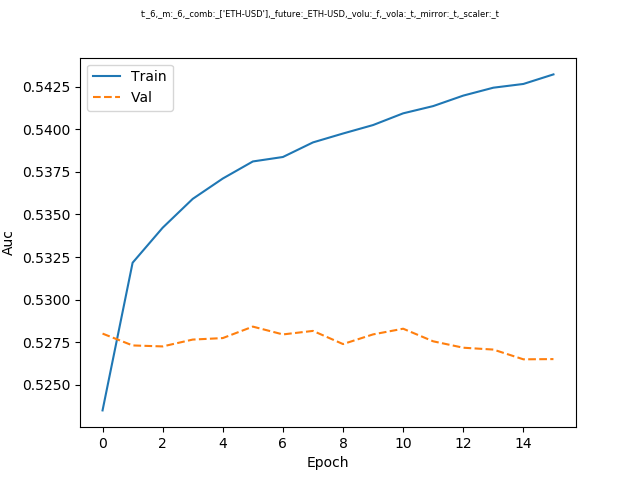 t:_6,_m:_6,_comb:_['ETH-USD'],_future:_ETH-USD,_volu:_f,_vola:_t,_mirror:_t,_scaler:_t
Train
Val
0.5425
0.5400
0.5375
0.5350
0.5325
0.5300
0.5275
0.5250
Auc
0 2 4 6 8 10 12 14
Epoch